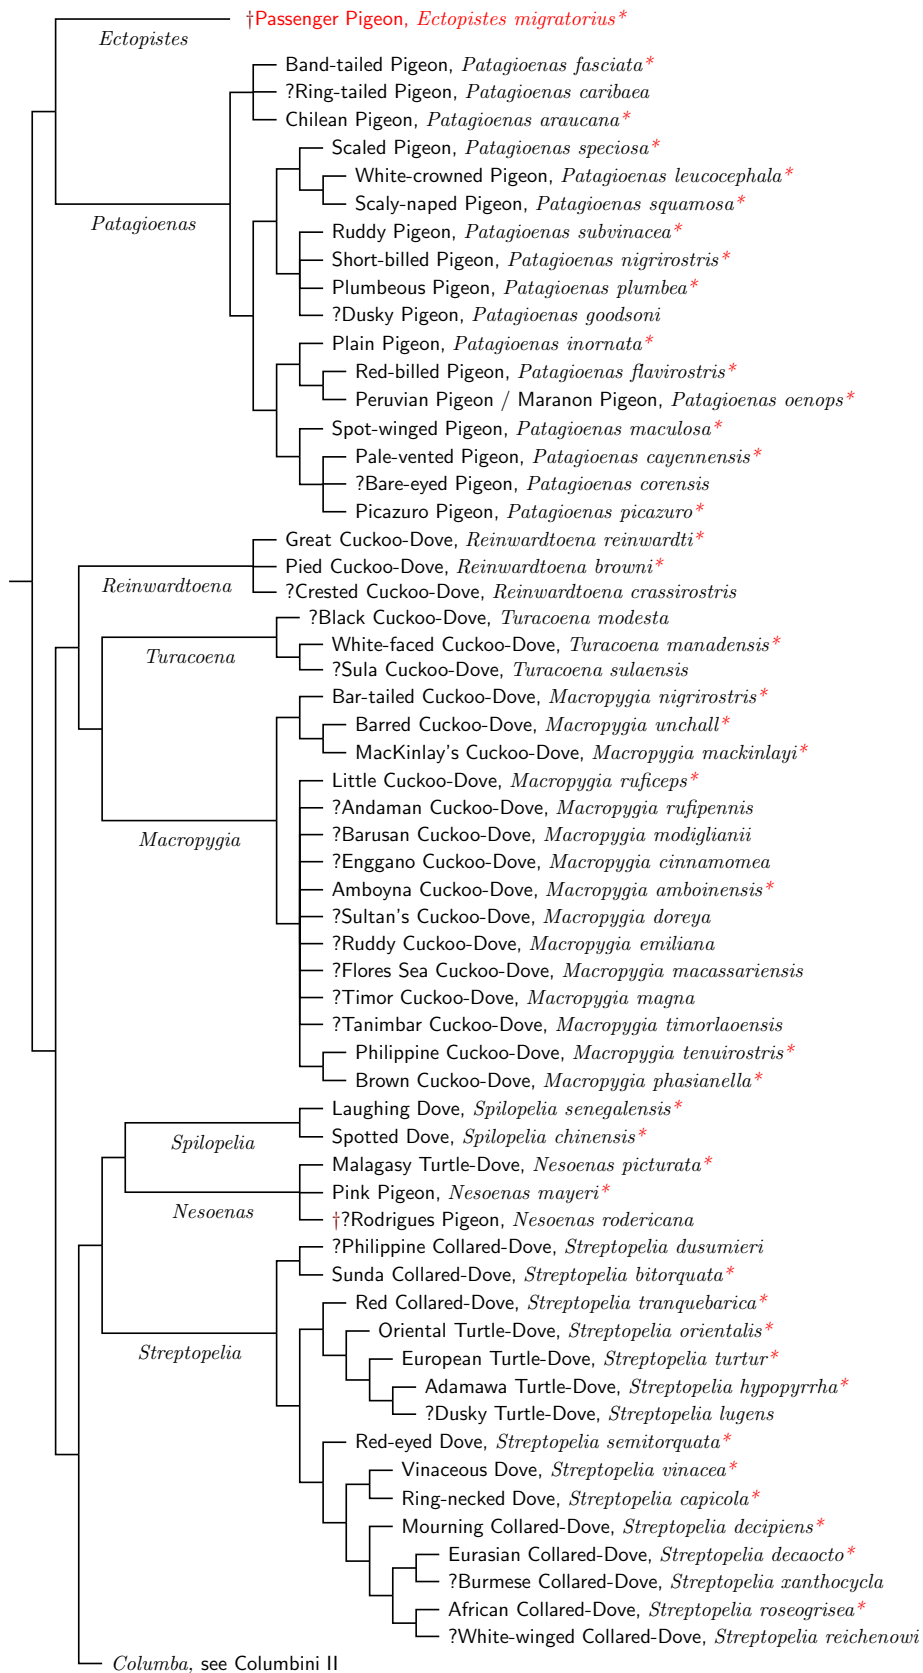 †Passenger Pigeon, Ectopistes migratorius*
Ectopistes
Band-tailed Pigeon, Patagioenas fasciata*
?Ring-tailed Pigeon, Patagioenas caribaea
Chilean Pigeon, Patagioenas araucana*
Scaled Pigeon, Patagioenas speciosa*
White-crowned Pigeon, Patagioenas leucocephala*
Scaly-naped Pigeon, Patagioenas squamosa*
Patagioenas
Ruddy Pigeon, Patagioenas subvinacea*
Short-billed Pigeon, Patagioenas nigrirostris*
Plumbeous Pigeon, Patagioenas plumbea*
?Dusky Pigeon, Patagioenas goodsoni
Plain Pigeon, Patagioenas inornata*
Red-billed Pigeon, Patagioenas flavirostris*
Peruvian Pigeon / Maranon Pigeon, Patagioenas oenops*
Spot-winged Pigeon, Patagioenas maculosa*
Pale-vented Pigeon, Patagioenas cayennensis*
?Bare-eyed Pigeon, Patagioenas corensis
Picazuro Pigeon, Patagioenas picazuro*
Great Cuckoo-Dove, Reinwardtoena reinwardti*
Pied Cuckoo-Dove, Reinwardtoena browni*
Reinwardtoena
?Crested Cuckoo-Dove, Reinwardtoena crassirostris
?Black Cuckoo-Dove, Turacoena modesta
White-faced Cuckoo-Dove, Turacoena manadensis*
Turacoena
?Sula Cuckoo-Dove, Turacoena sulaensis
Bar-tailed Cuckoo-Dove, Macropygia nigrirostris*
Barred Cuckoo-Dove, Macropygia unchall*
MacKinlay's Cuckoo-Dove, Macropygia mackinlayi*
Little Cuckoo-Dove, Macropygia ruficeps*
?Andaman Cuckoo-Dove, Macropygia rufipennis
?Barusan Cuckoo-Dove, Macropygia modiglianii
Macropygia
?Enggano Cuckoo-Dove, Macropygia cinnamomea
Amboyna Cuckoo-Dove, Macropygia amboinensis*
?Sultan's Cuckoo-Dove, Macropygia doreya
?Ruddy Cuckoo-Dove, Macropygia emiliana
?Flores Sea Cuckoo-Dove, Macropygia macassariensis
?Timor Cuckoo-Dove, Macropygia magna
?Tanimbar Cuckoo-Dove, Macropygia timorlaoensis
Philippine Cuckoo-Dove, Macropygia tenuirostris*
Brown Cuckoo-Dove, Macropygia phasianella*
Laughing Dove, Spilopelia senegalensis*
Spotted Dove, Spilopelia chinensis*
Spilopelia
Malagasy Turtle-Dove, Nesoenas picturata*
Pink Pigeon, Nesoenas mayeri*
Nesoenas
†?Rodrigues Pigeon, Nesoenas rodericana
?Philippine Collared-Dove, Streptopelia dusumieri
Sunda Collared-Dove, Streptopelia bitorquata*
Red Collared-Dove, Streptopelia tranquebarica*
Oriental Turtle-Dove, Streptopelia orientalis*
Streptopelia
European Turtle-Dove, Streptopelia turtur*
Adamawa Turtle-Dove, Streptopelia hypopyrrha*
?Dusky Turtle-Dove, Streptopelia lugens
Red-eyed Dove, Streptopelia semitorquata*
Vinaceous Dove, Streptopelia vinacea*
Ring-necked Dove, Streptopelia capicola*
Mourning Collared-Dove, Streptopelia decipiens*
Eurasian Collared-Dove, Streptopelia decaocto*
?Burmese Collared-Dove, Streptopelia xanthocycla
African Collared-Dove, Streptopelia roseogrisea*
?White-winged Collared-Dove, Streptopelia reichenowi
Columba, see Columbini II